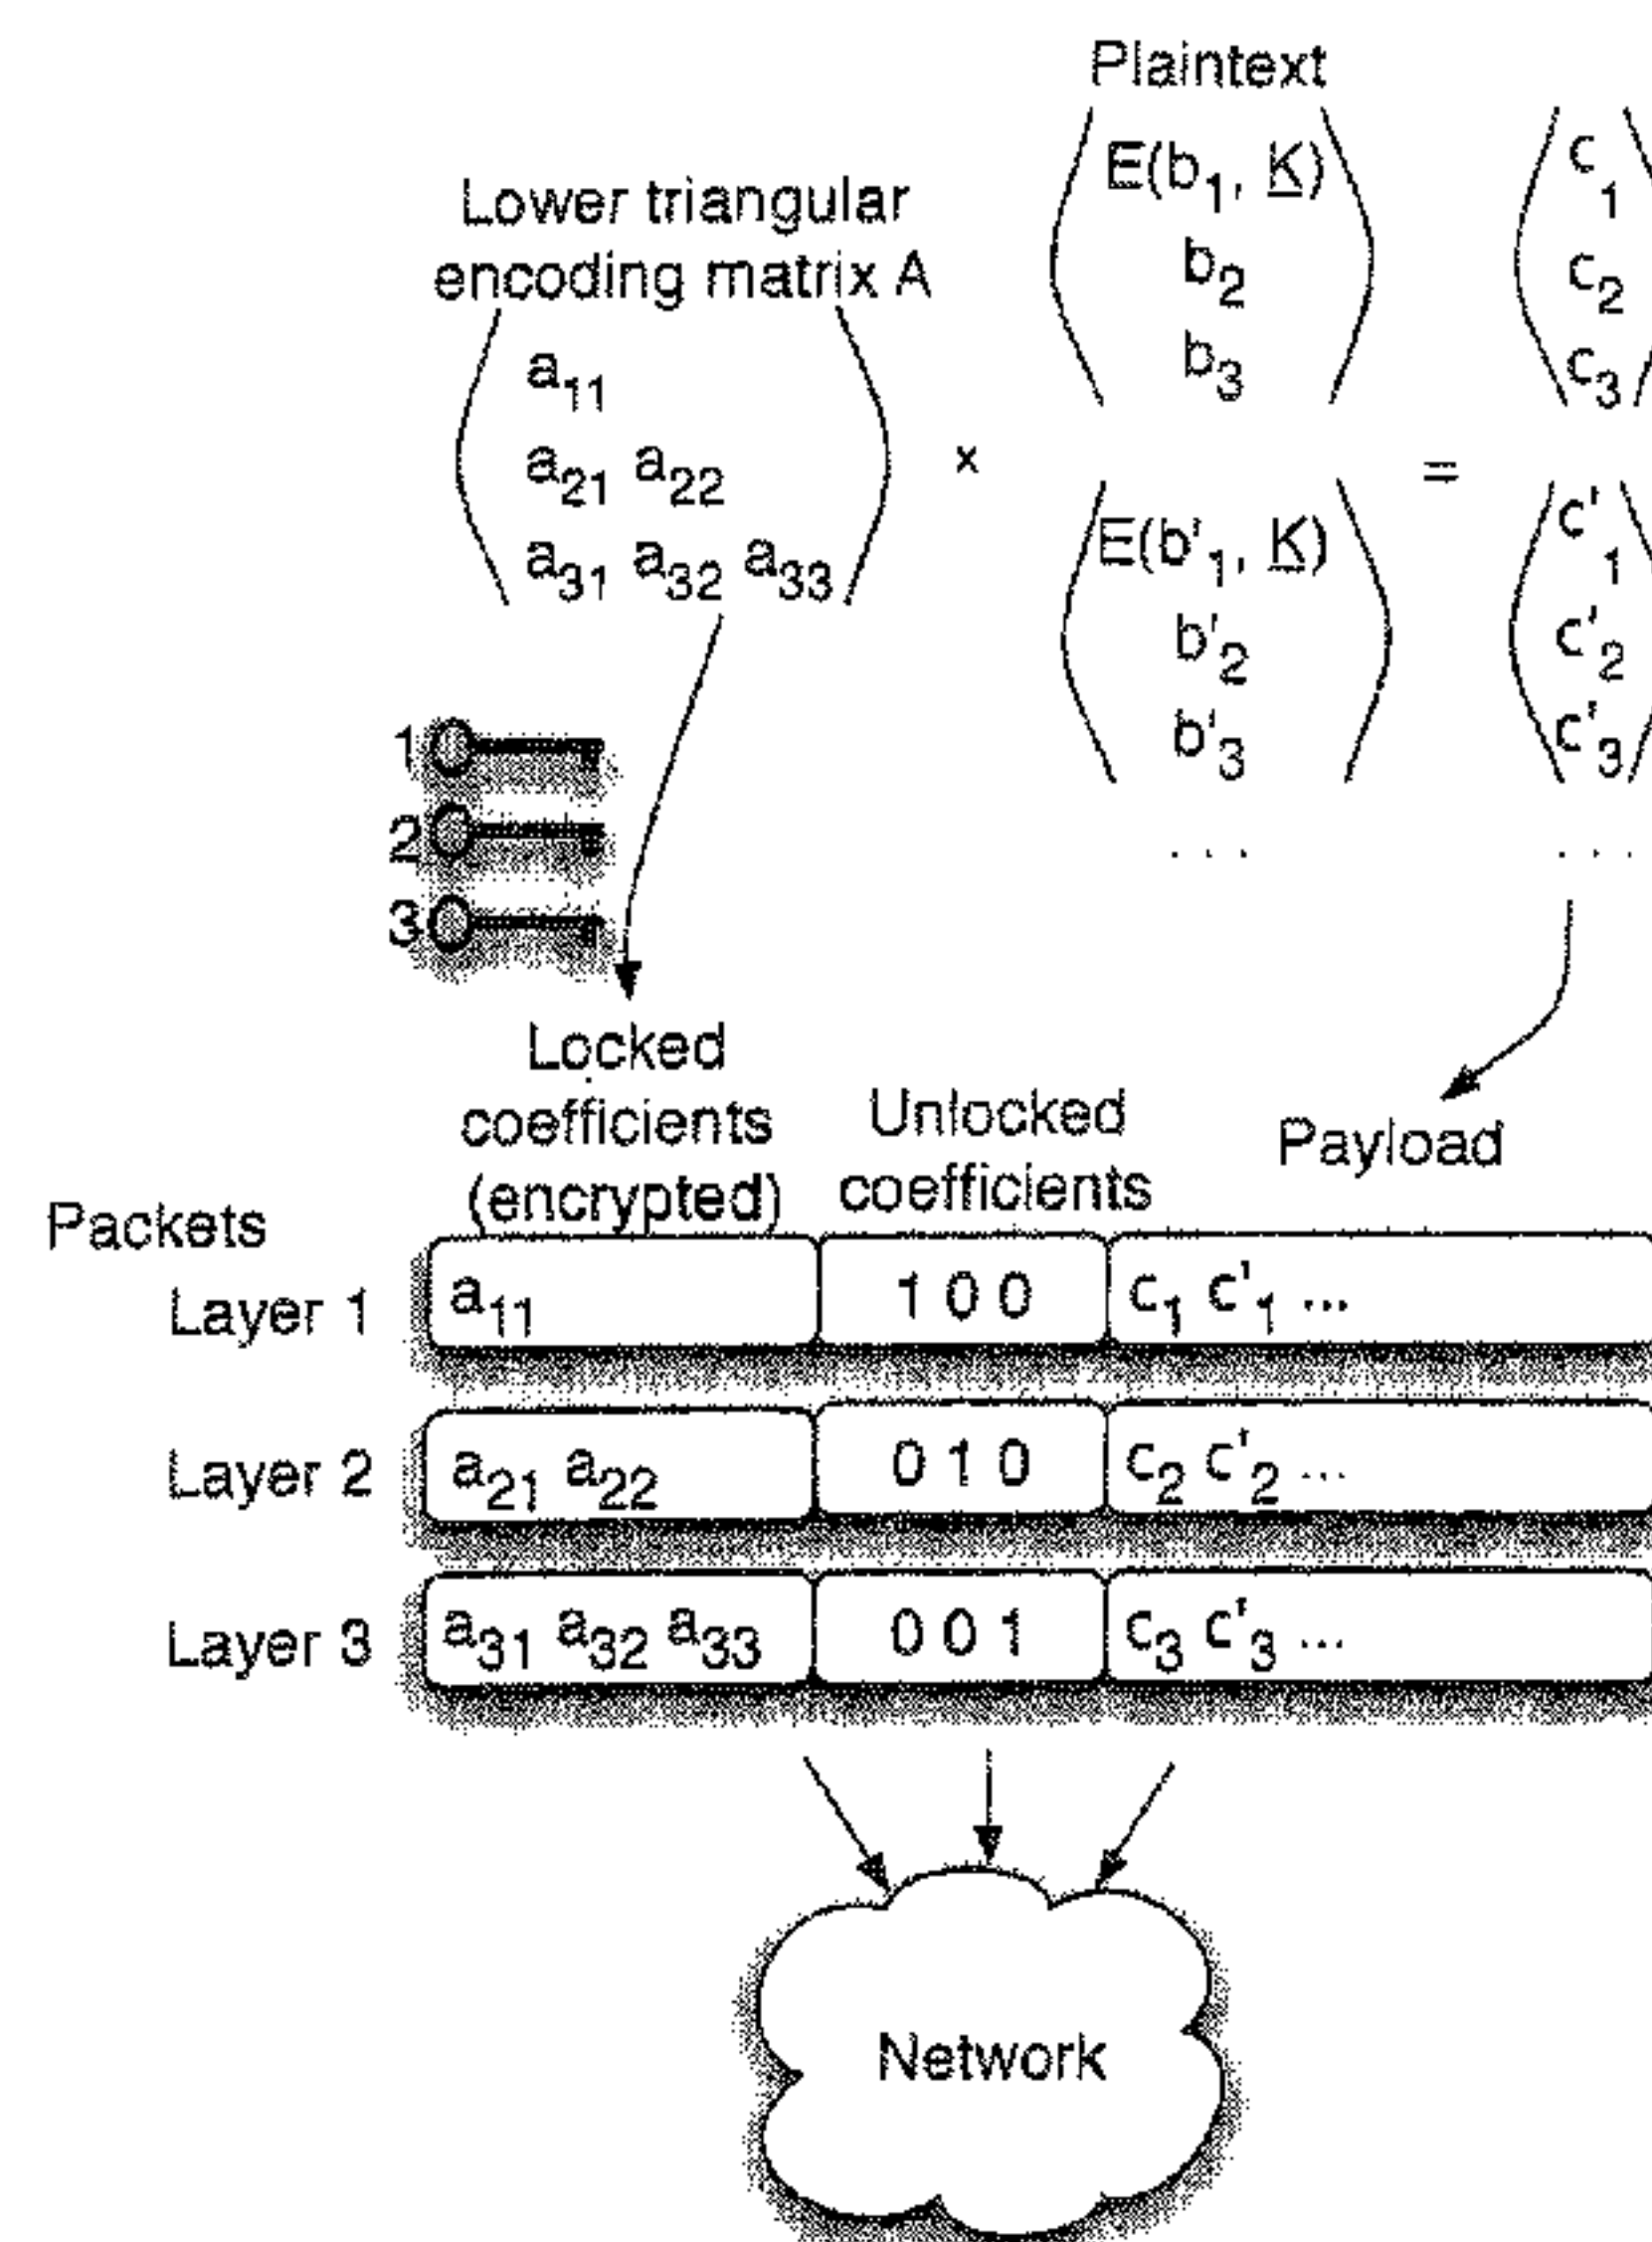 Plaintext
E(b1, K)
b2
b3
c1
c2
c3
Lower triangular
encoding matrix A
a11
a21 a22
a31 a32 a33
×
=
E(b'1, K)
b'2
b'3
...
c'1
c'2
c'3
...
1
2
3
Locked
coefficients
(encrypted)
Unlocked
coefficients
Payload
Packets
Layer 1
a11
1 0 0
c1 c'1 ...
Layer 2
a21 a22
0 1 0
c2 c'2 ...
Layer 3
a31 a32 a33
0 0 1
c3 c'3 ...
Network